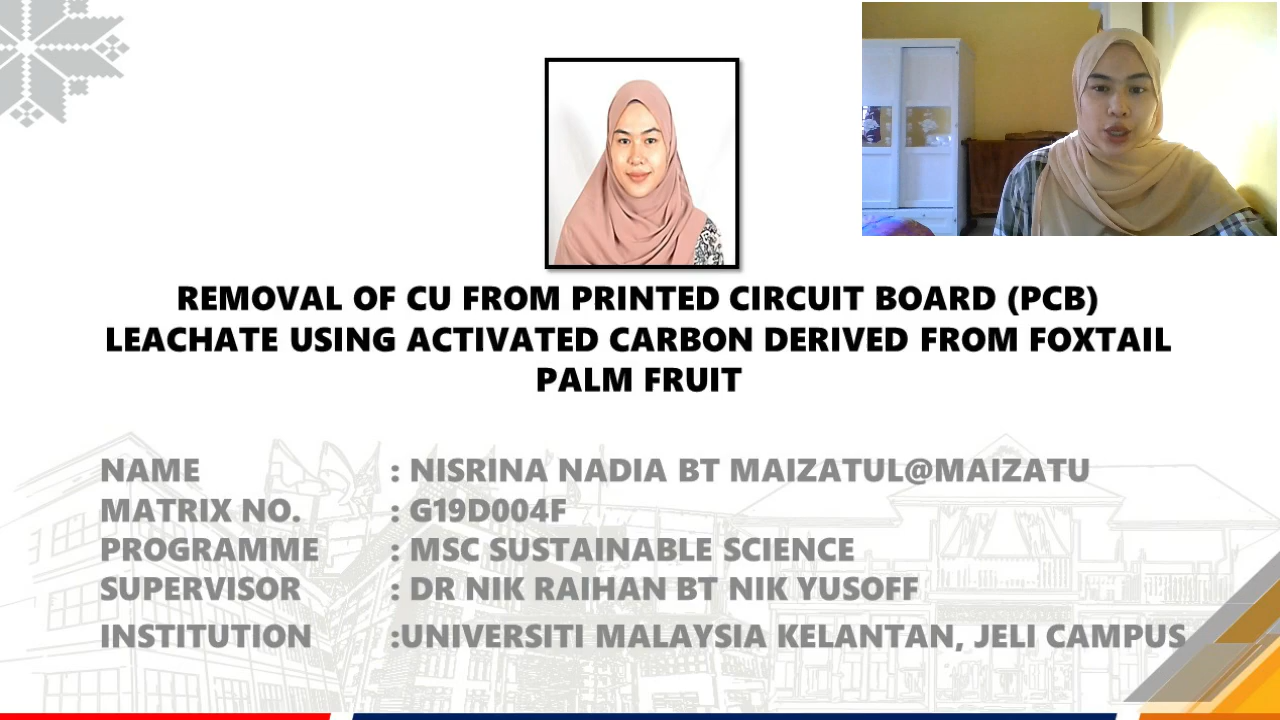 REMOVAL OF CU FROM PRINTED CIRCUIT BOARD (PCB)
LEACHATE USING ACTIVATED CARBON DERIVED FROM FOXTAIL
PALM FRUIT
NAME : NISRINA NADIA BT MAIZATUL@MAIZATU
MATRIX NO. : G19D004F
PROGRAMME : MSC SUSTAINABLE SCIENCE
SUPERVISOR : DR NIK RAIHAN BT NIK YUSOFF
INSTITUTION :UNIVERSITI MALAYSIA KELANTAN, JELI CAMPUS